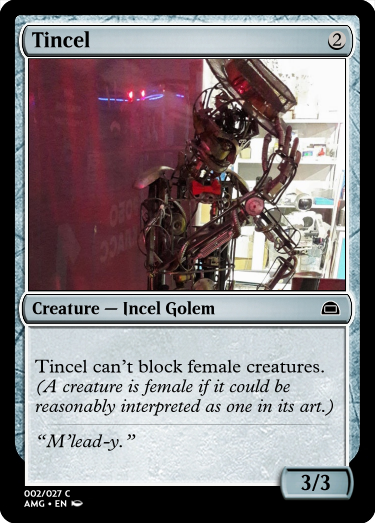 Tincel 2
Creature — Incel Golem
Tincel can't block female creatures.
(A creature is female if it could be
reasonably interpreted as one in its art.)
“M'lead-y.”
3/3
002/027 C
AMG • EN